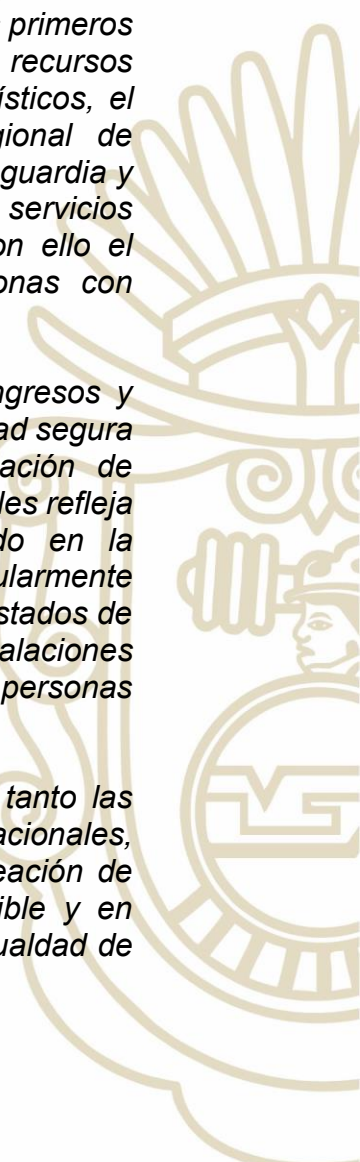 primeros
recursos
ísticos, el
gional de
guardia y
servicios
on ello el
onas con
ngresos y
ad segura
ación de
les refleja
do en la
ularmente
stados de
alaciones
personas
tanto las
acionales,
eación de
ible y en
ualdad de